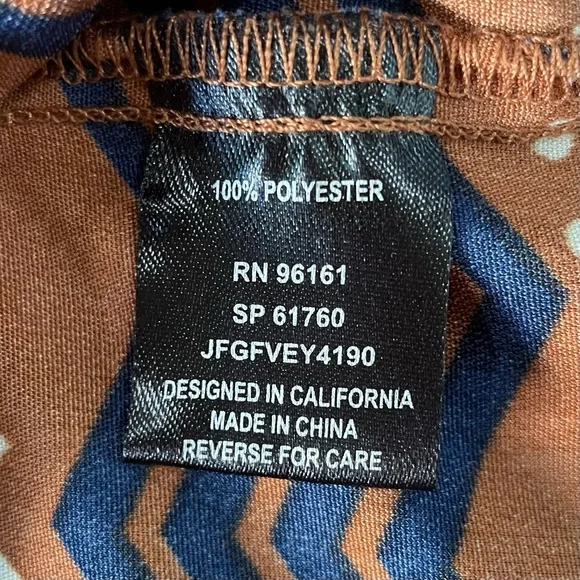 100% POLYESTER
RN 96161
SP 61760
JFGFVEY4190
DESIGNED IN CALIFORNIA
MADE IN CHINA
REVERSE FOR CARE